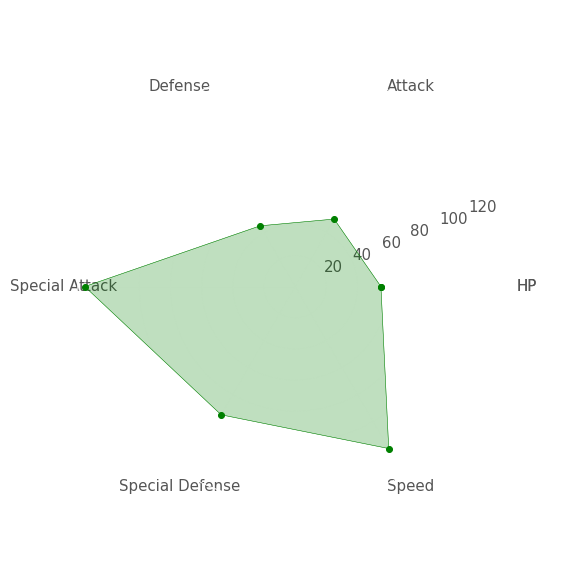 Defense
Attack
120
100
80
60
40
20
Special Attack
HP
Special Defense
Speed